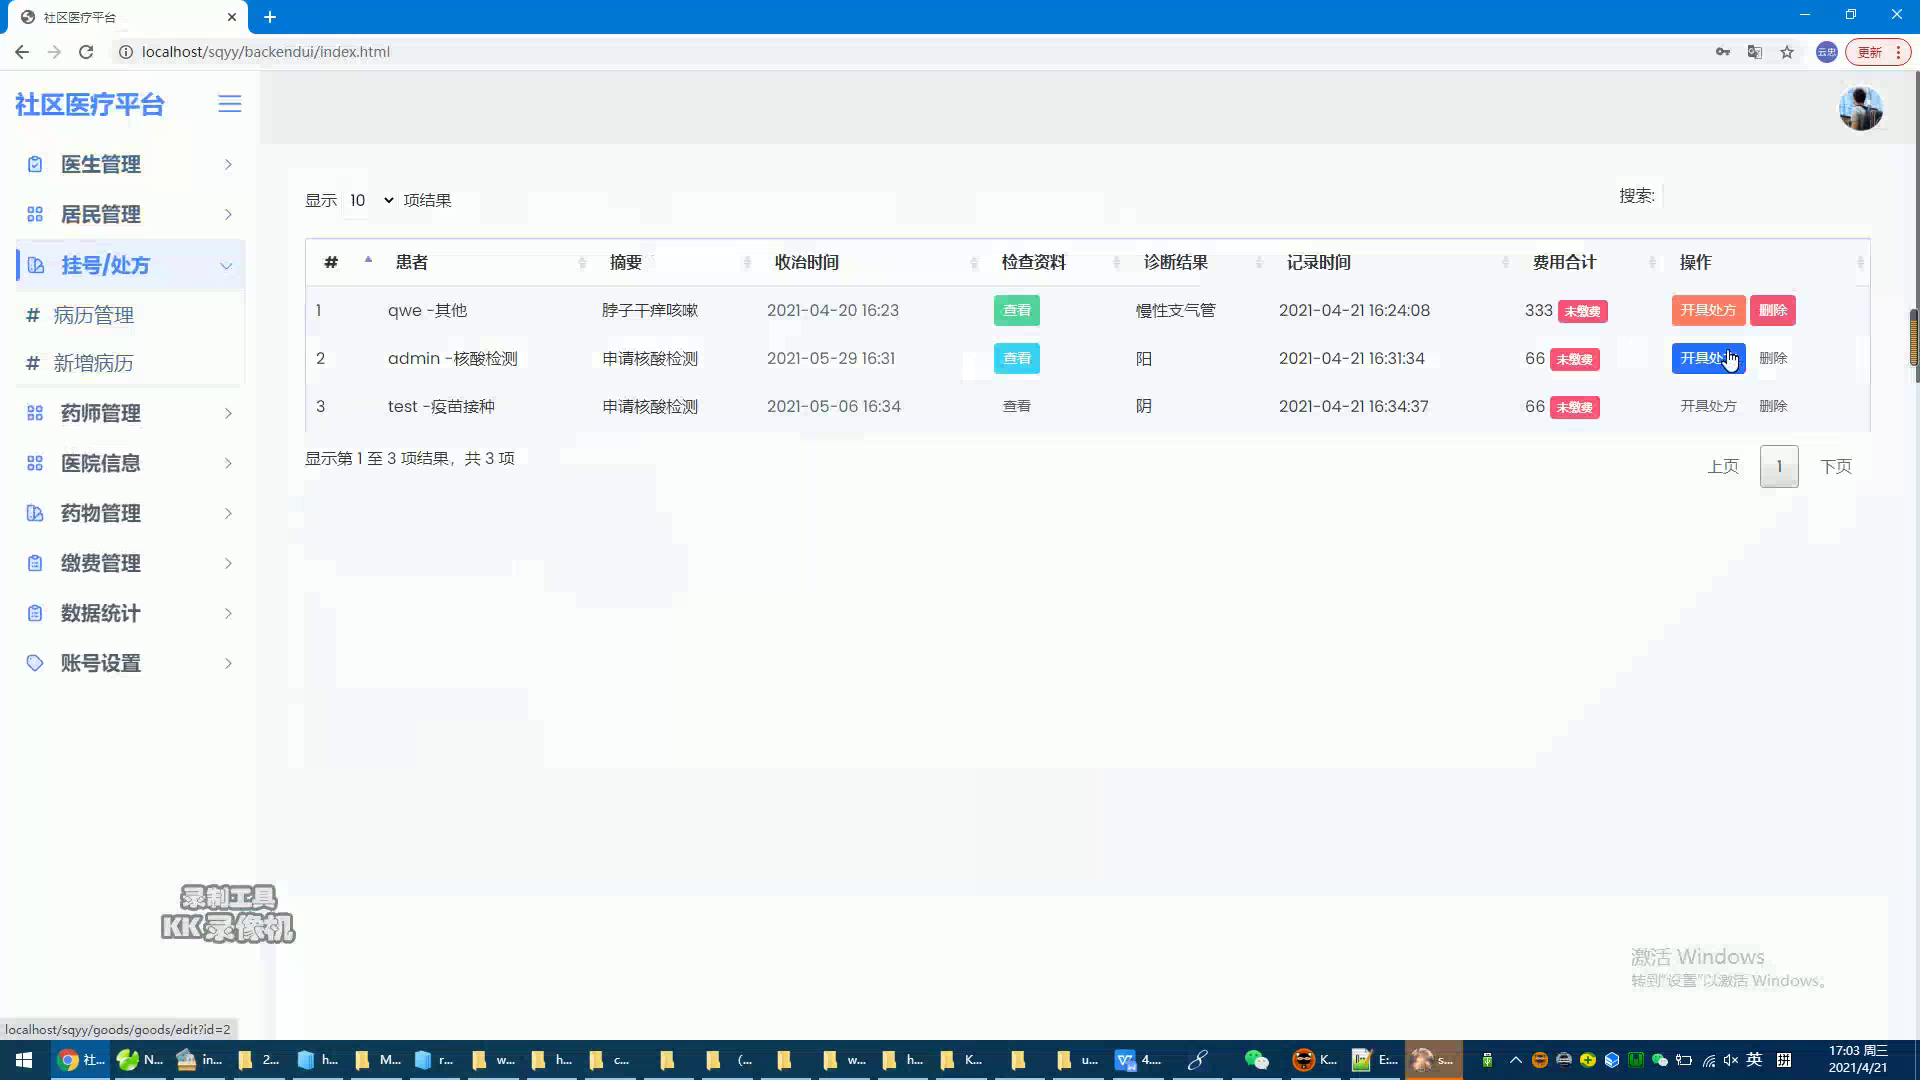 社区医疗平台
localhost/sqyy/backendui/index.html
云忠
更新
社区医疗平台
医生管理
居民管理
挂号/处方
# 病历管理
# 新增病历
药师管理
医院信息
药物管理
缴费管理
数据统计
账号设置
显示 10 项结果
搜索:
# 患者 摘要 收治时间 检查资料 诊断结果 记录时间 费用合计 操作
1 qwe -其他 脖子干痒咳嗽 2021-04-20 16:23 查看 慢性支气管 2021-04-21 16:24:08 333 未缴费 开具处方 删除
2 admin -核酸检测 申请核酸检测 2021-05-29 16:31 查看 阳 2021-04-21 16:31:34 66 未缴费 开具处 删除
3 test -疫苗接种 申请核酸检测 2021-05-06 16:34 查看 阴 2021-04-21 16:34:37 66 未缴费 开具处方 删除
显示第 1 至 3 项结果，共 3 项
上页 1 下页
录制工具
KK 录像机
激活 Windows
转到"设置"以激活 Windows。
localhost/sqyy/goods/goods/edit?id=2
社... N... in... 2... h... M... r... w... h... c... (... w... h... K... u... 4.... K... E:... s... 英 拼
17:03 周三
2021/4/21